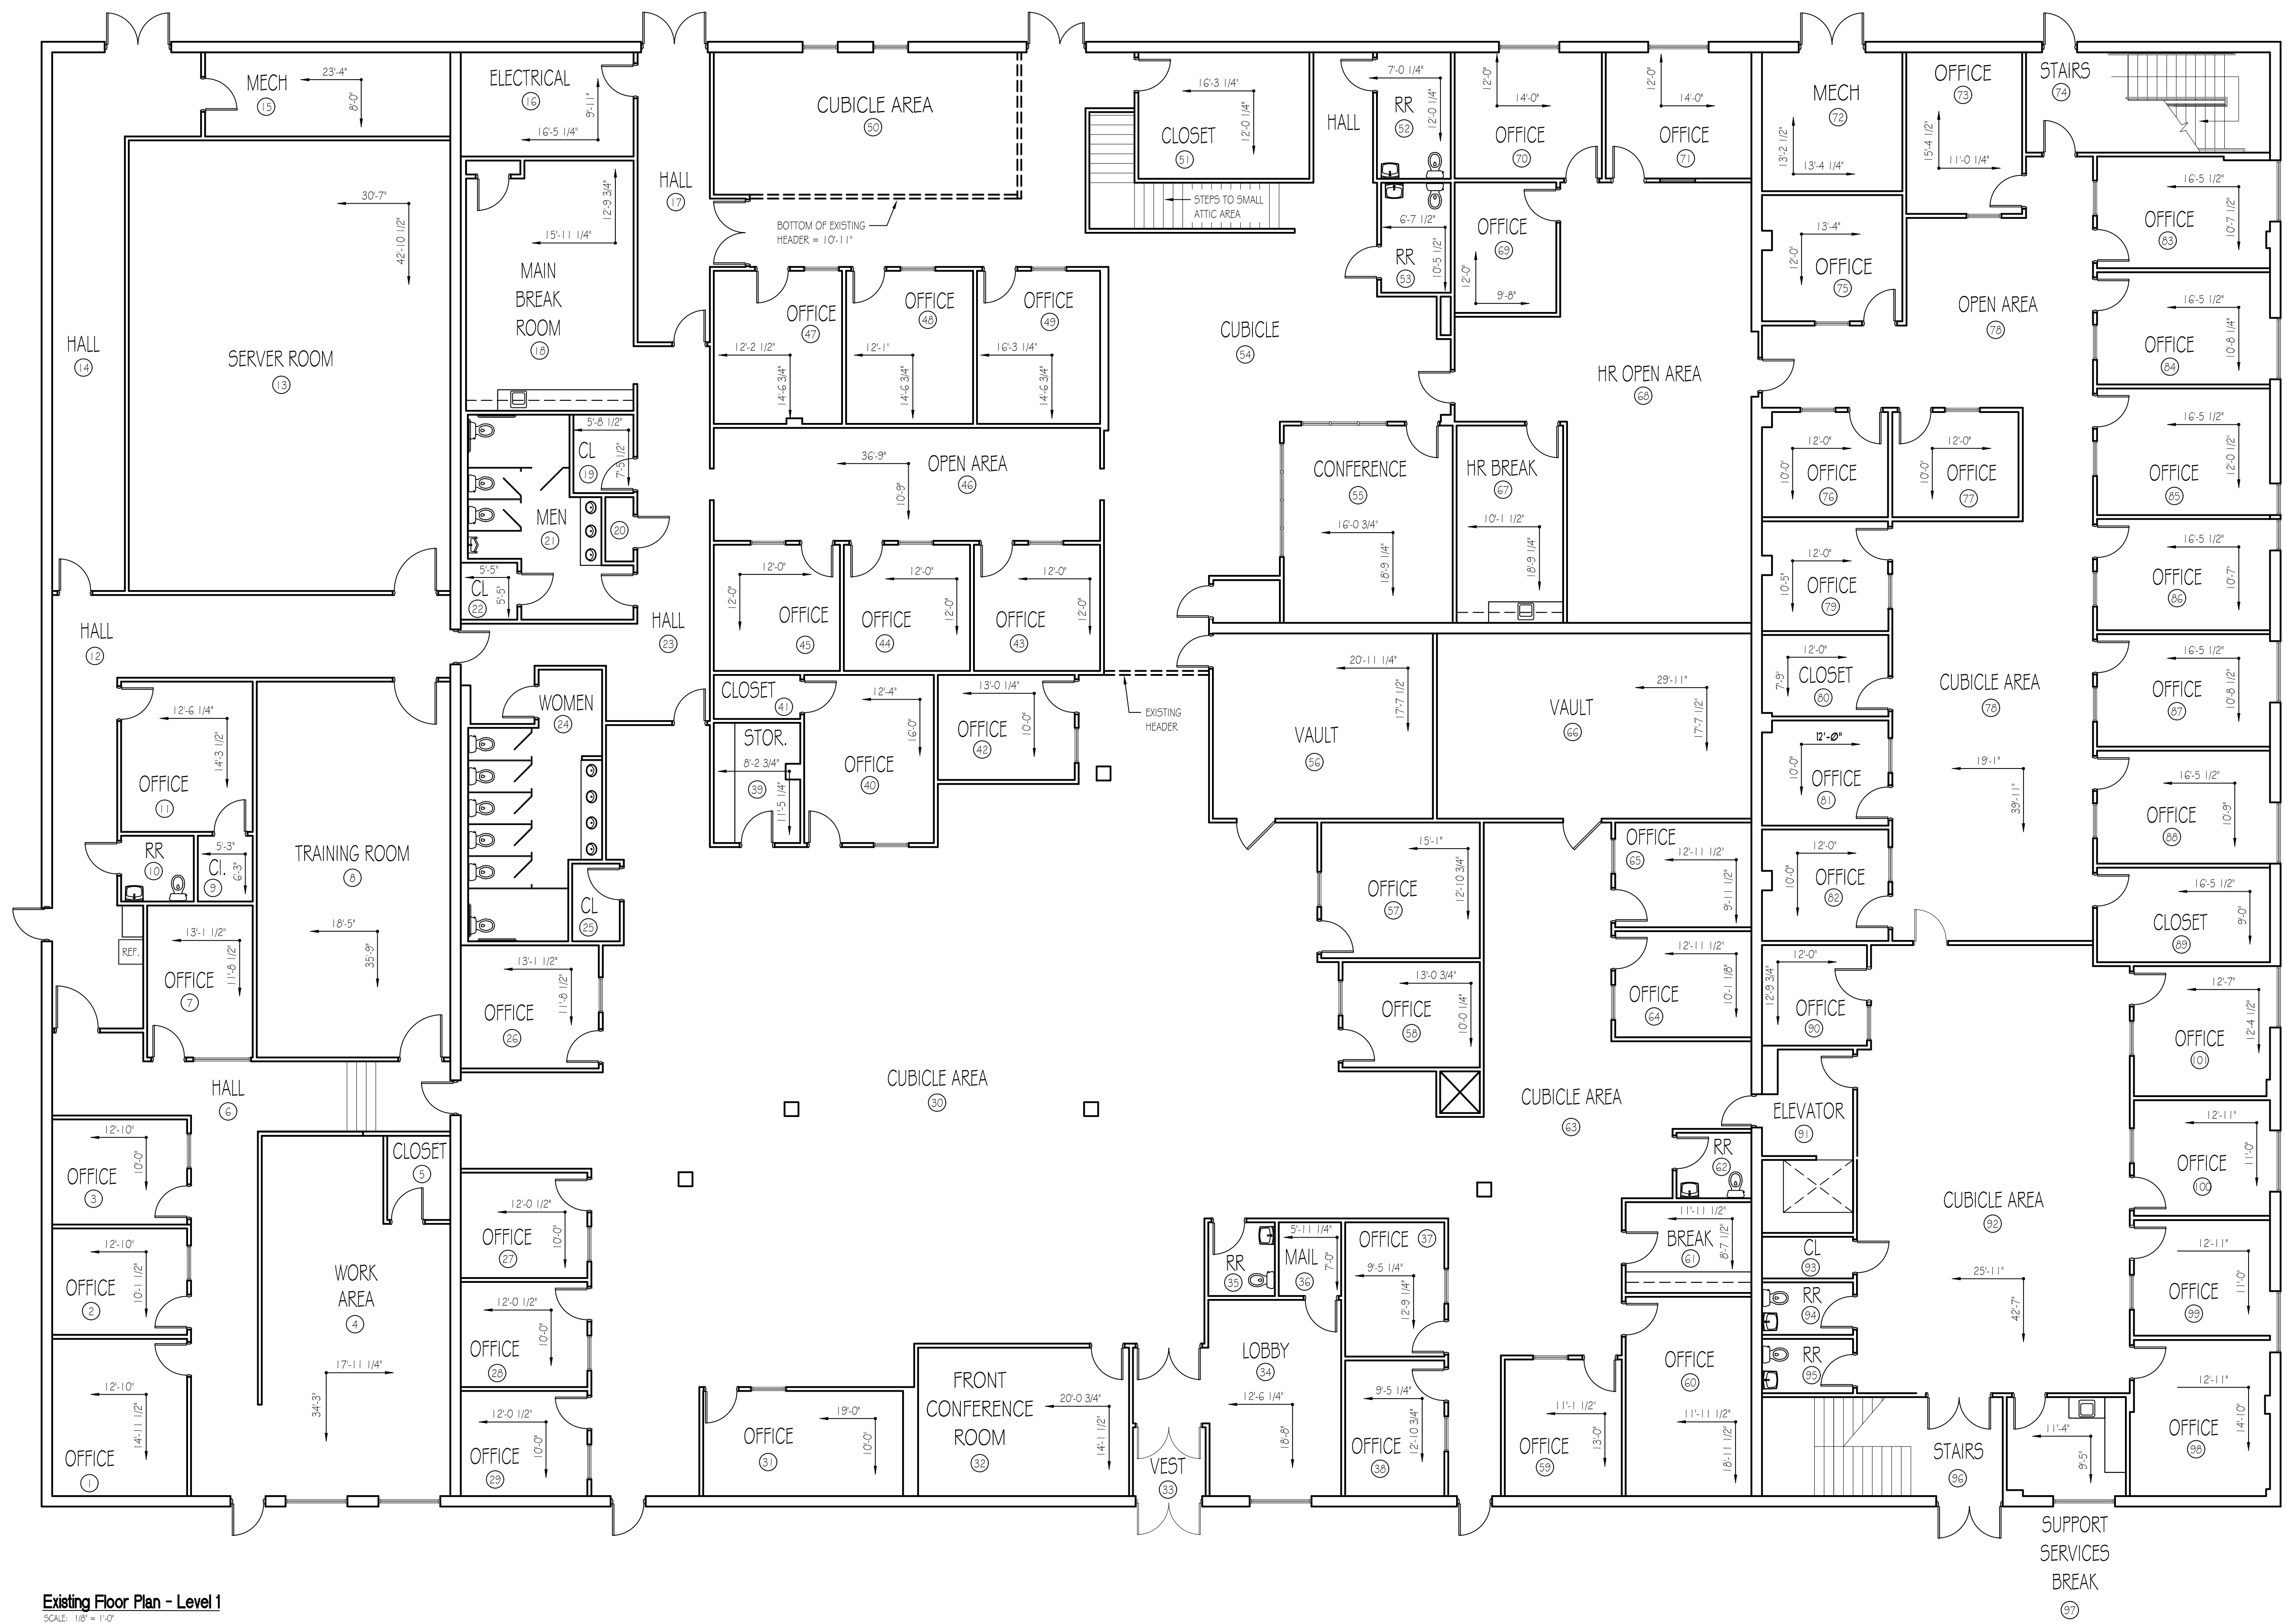 MECH
15
23'-4"
8'-0"
ELECTRICAL
16
9'-11"
16'-5 1/4"
CUBICLE AREA
50
16'-3 1/4"
12'-0 1/4"
CLOSET
51
HALL
7'-0 1/4"
12'-0 1/4"
RR
52
12'-0"
14'-0"
OFFICE
70
12'-0"
14'-0"
OFFICE
71
MECH
72
13'-2 1/2"
13'-4 1/4"
OFFICE
73
15'-4 1/2"
11'-0 1/4"
STAIRS
74
HALL
14
30'-7"
42'-10 1/2"
SERVER ROOM
13
12'-9 3/4"
15'-11 1/4"
MAIN
BREAK
ROOM
18
HALL
17
BOTTOM OF EXISTING
HEADER = 10'-11"
STEPS TO SMALL
ATTIC AREA
6'-7 1/2"
10'-5 1/2"
RR
53
OFFICE
69
12'-0"
9'-8"
13'-4"
12'-0"
OFFICE
75
16'-5 1/2"
10'-7 1/2"
OFFICE
83
OFFICE
47
12'-2 1/2"
14'-6 3/4"
OFFICE
48
12'-1"
14'-6 3/4"
OFFICE
49
16'-3 1/4"
14'-6 3/4"
CUBICLE
54
HR OPEN AREA
68
OPEN AREA
78
16'-5 1/2"
10'-8 1/4"
OFFICE
84
5'-8 1/2"
7'-5 1/2"
CL
19
MEN
21
20
5'-5"
5'-5"
CL
22
36'-9"
10'-9"
OPEN AREA
46
CONFERENCE
55
16'-0 3/4"
18'-9 1/4"
HR BREAK
67
10'-1 1/2"
18'-9 1/4"
12'-0"
10'-0"
OFFICE
76
12'-0"
10'-0"
OFFICE
77
16'-5 1/2"
12'-0 1/2"
OFFICE
85
12'-0"
12'-0"
OFFICE
45
12'-0"
12'-0"
OFFICE
44
12'-0"
12'-0"
OFFICE
43
12'-0"
10'-5"
OFFICE
79
16'-5 1/2"
10'-7"
OFFICE
86
HALL
12
HALL
23
20'-11 1/4"
17'-7 1/2"
VAULT
56
29'-11"
17'-7 1/2"
VAULT
66
12'-0"
7'-9"
CLOSET
80
CUBICLE AREA
78
19'-1"
39'-11"
16'-5 1/2"
10'-8 1/2"
OFFICE
87
12'-6 1/4"
14'-3 1/2"
OFFICE
11
WOMEN
24
CLOSET
41
STOR.
8'-2 3/4"
39
11'-5 1/4"
12'-4"
16'-0"
OFFICE
40
13'-0 1/4"
10'-0"
OFFICE
42
EXISTING
HEADER
12'-0"
10'-0"
OFFICE
81
16'-5 1/2"
10'-9"
OFFICE
88
RR
10
5'-3"
6'-3"
Cl.
9
TRAINING ROOM
8
18'-5"
35'-9"
CL
25
15'-1"
12'-10 3/4"
OFFICE
57
OFFICE
65
12'-11 1/2"
9'-11 1/2"
12'-0"
10'-0"
OFFICE
82
16'-5 1/2"
9'-0"
CLOSET
89
REF.
13'-1 1/2"
11'-8 1/2"
OFFICE
7
13'-1 1/2"
11'-8 1/2"
OFFICE
26
13'-0 3/4"
10'-0 1/4"
OFFICE
58
12'-11 1/2"
10'-1 1/8"
OFFICE
64
12'-0"
12'-9 3/4"
OFFICE
90
12'-7"
12'-4 1/2"
OFFICE
101
HALL
6
CUBICLE AREA
30
CUBICLE AREA
63
ELEVATOR
91
12'-10"
10'-0"
OFFICE
3
CLOSET
5
12'-0 1/2"
10'-0"
OFFICE
27
RR
62
CUBICLE AREA
92
25'-11"
42'-7"
12'-11"
11'-0"
OFFICE
100
12'-10"
10'-1 1/2"
OFFICE
2
WORK
AREA
4
17'-11 1/4"
34'-3"
12'-0 1/2"
10'-0"
OFFICE
28
RR
35
5'-11 1/4"
MAIL
36
7'-0"
OFFICE
37
9'-5 1/4"
12'-9 1/4"
11'-11 1/2"
BREAK
61
8'-7 1/2"
CL
93
RR
94
RR
95
12'-11"
11'-0"
OFFICE
99
12'-10"
14'-11 1/2"
OFFICE
1
12'-0 1/2"
10'-0"
OFFICE
29
19'-0"
10'-0"
OFFICE
31
FRONT
CONFERENCE
ROOM
32
20'-0 3/4"
14'-1 1/2"
VEST
33
LOBBY
34
12'-6 1/4"
18'-8"
9'-5 1/4"
12'-10 3/4"
OFFICE
38
11'-1 1/2"
13'-0"
OFFICE
59
OFFICE
60
11'-11 1/2"
18'-11 1/2"
STAIRS
96
11'-4"
9'-5"
12'-11"
14'-10"
OFFICE
98
SUPPORT
SERVICES
BREAK
97
Existing Floor Plan - Level 1
SCALE: 1/8" = 1'-0"